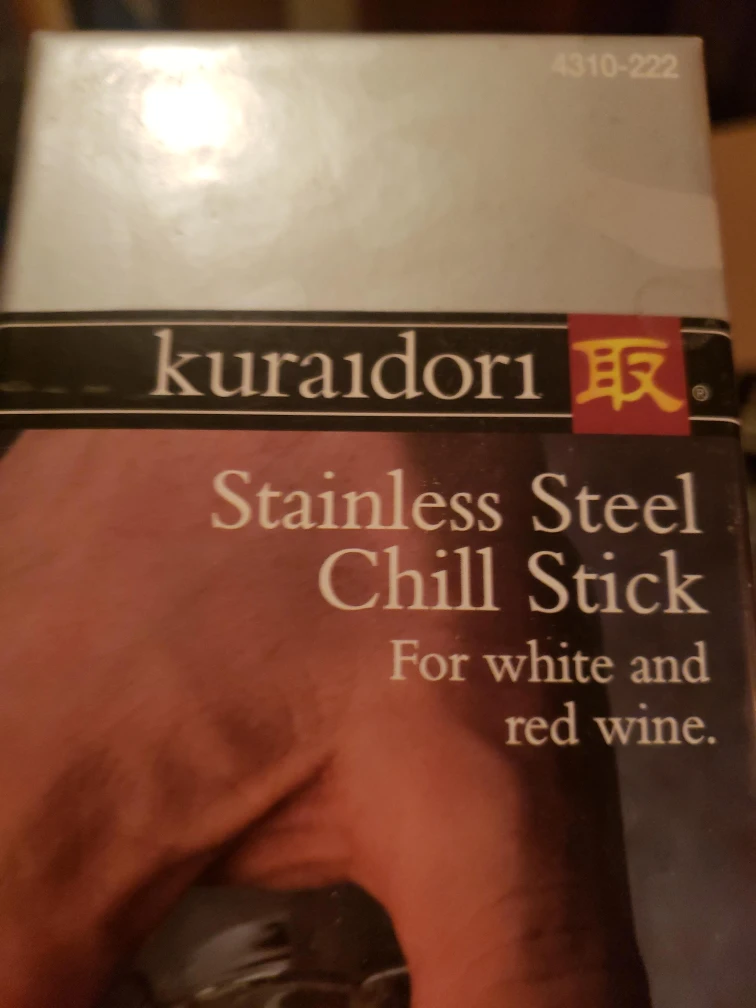 4310-222
kuraidori 取 ®
Stainless Steel
Chill Stick
For white and
red wine.